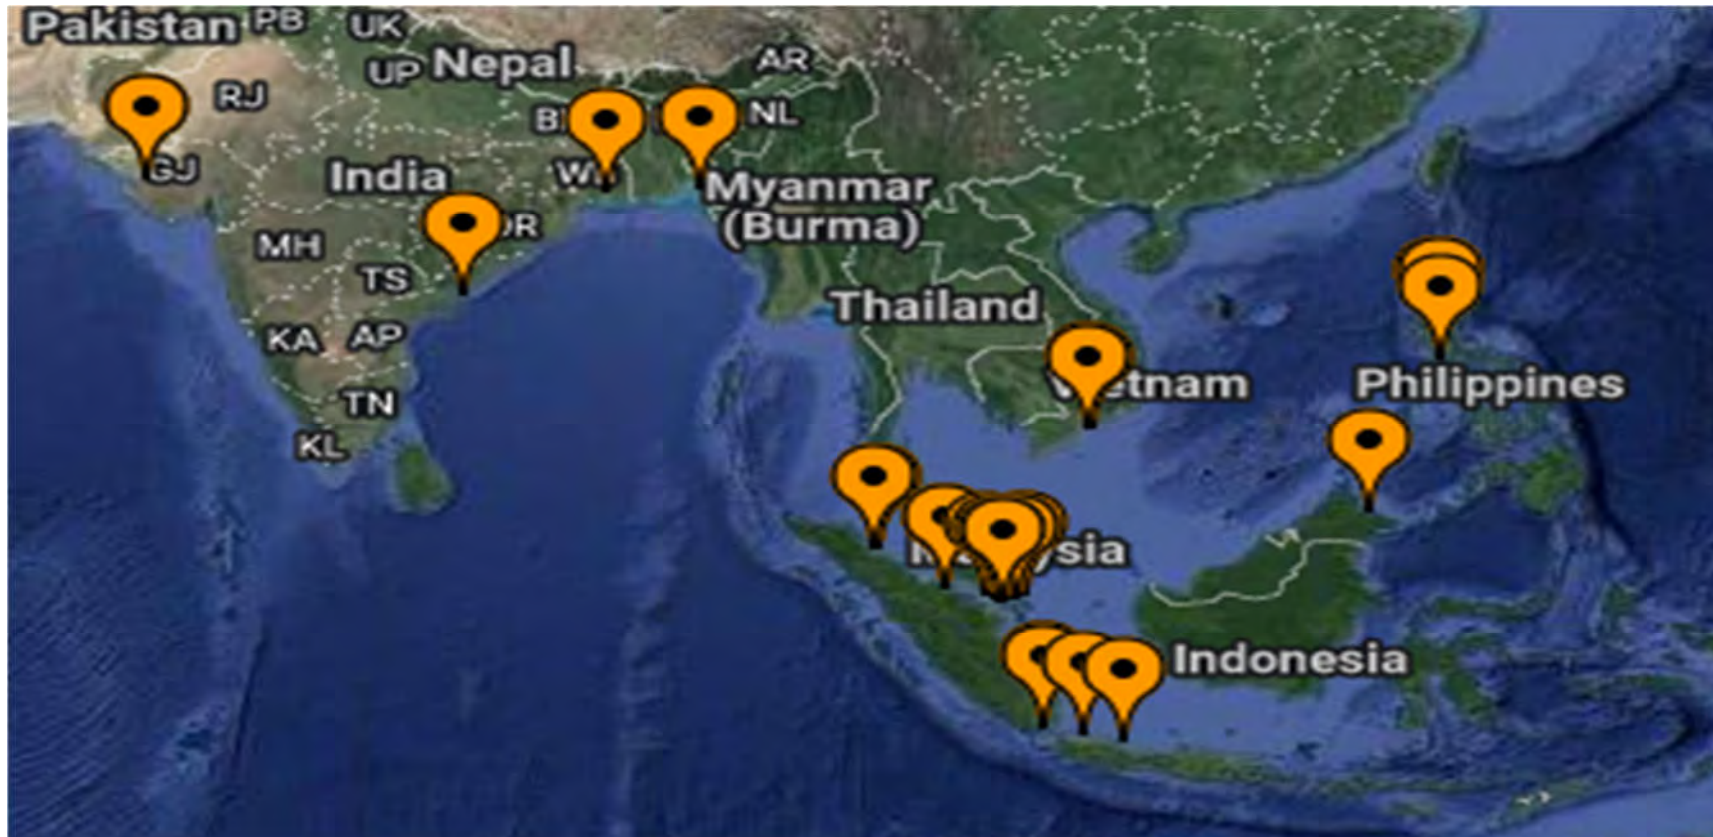 Pakistan
PB
UK
UP
Nepal
AR
RJ
NL
GJ
India
Myanmar
(Burma)
MH
TS
Thailand
KA
AP
TN
KL
Philippines
Indonesia